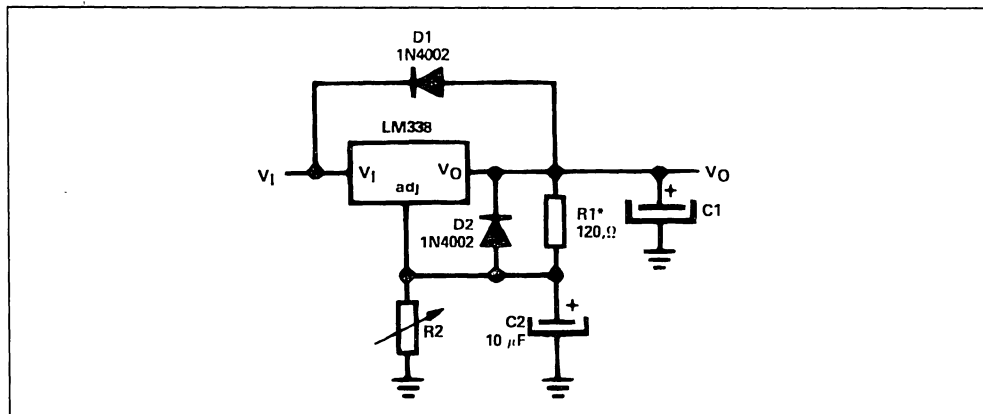 D1
1N4002
LM338
VI
VI
VO
adj
VO
D2
1N4002
R1*
120,Ω
C1
R2
C2
10 μF